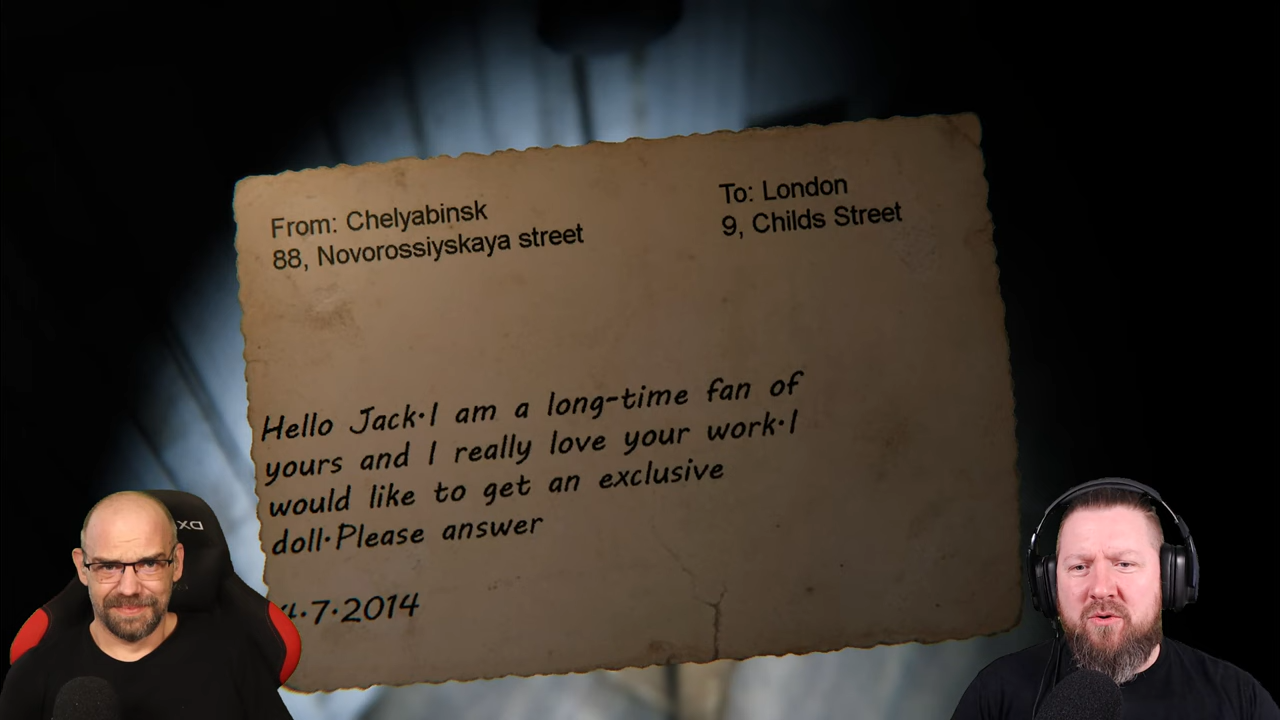 From: Chelyabinsk
88, Novorossiyskaya street
To: London
9, Childs Street
Hello Jack.I am a long-time fan of
yours and I really love your work.I
would like to get an exclusive
doll.Please answer
4.7.2014